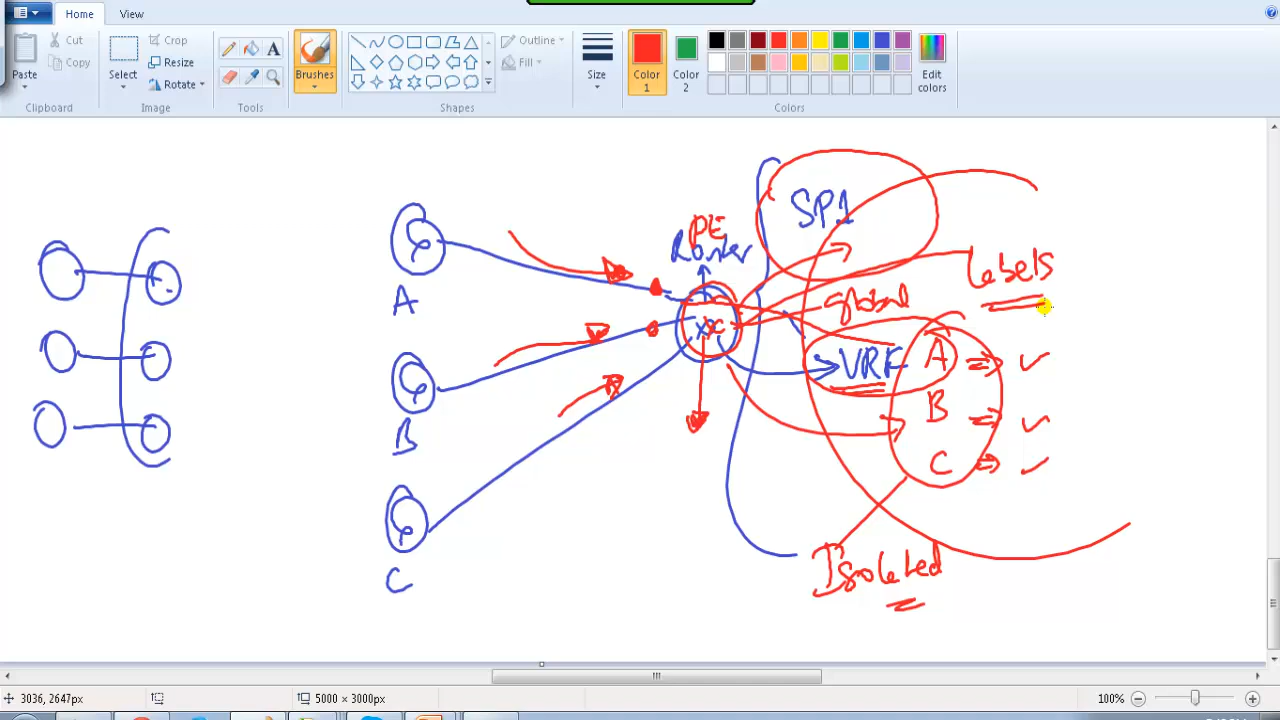 Home
View
Paste
Cut
Copy
Clipboard
Select
Crop
Resize
Rotate
Image
A
Tools
Brushes
Shapes
Outline
Fill
Size
Color 1
Color 2
Edit colors
Colors
SP1
PE
Router
labels
global
A
VRF
A
B
B
C
C
Isolated
3036, 2647px
5000 × 3000px
100%